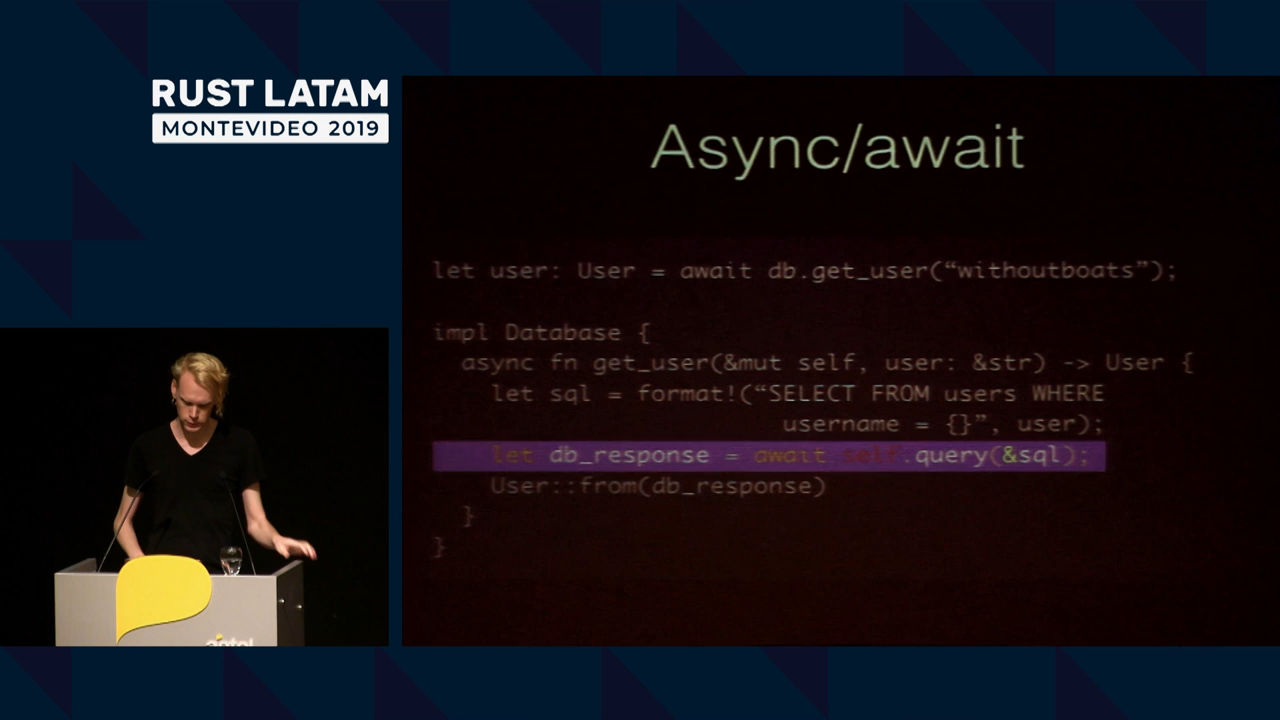 RUST LATAM
MONTEVIDEO 2019
Async/await
let user: User = await db.get_user(“withoutboats”);
impl Database {
async fn get_user(&mut self, user: &str) -> User {
let sql = format!(“SELECT FROM users WHERE
username = {}”, user);
let db_response = await self.query(&sql);
User::from(db_response)
}
}